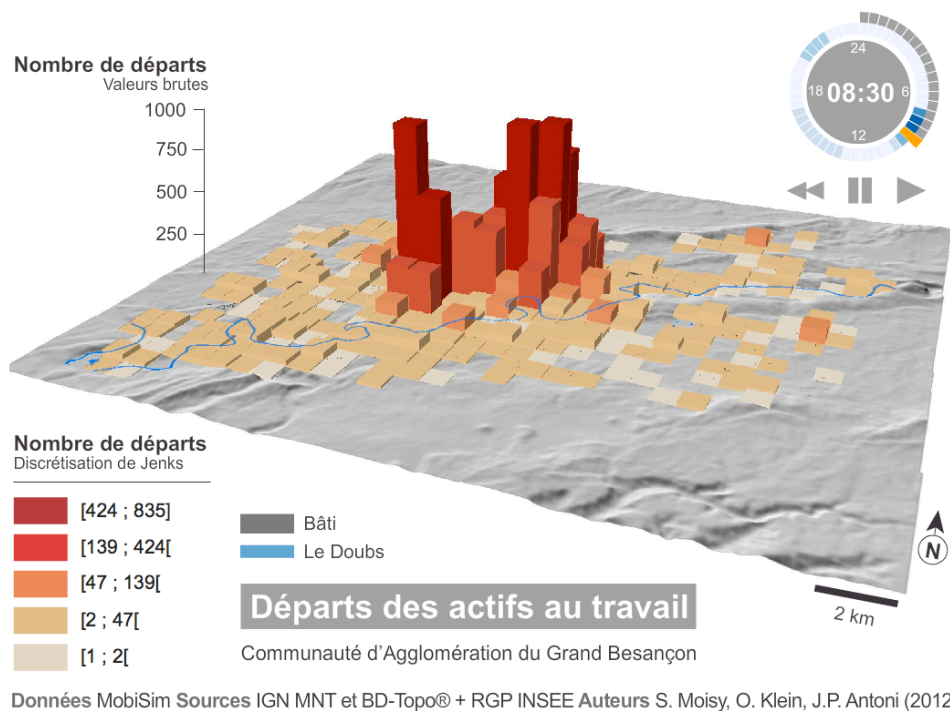 Nombre de départs
Valeurs brutes
1000
750
500
250
24
18
08:30
6
12
Nombre de départs
Discrétisation de Jenks
[424 ; 835]
[139 ; 424[
[47 ; 139[
[2 ; 47[
[1 ; 2[
Bâti
Le Doubs
N
2 km
Départs des actifs au travail
Communauté d'Agglomération du Grand Besançon
Données MobiSim Sources IGN MNT et BD-Topo® + RGP INSEE Auteurs S. Moisy, O. Klein, J.P. Antoni (2012